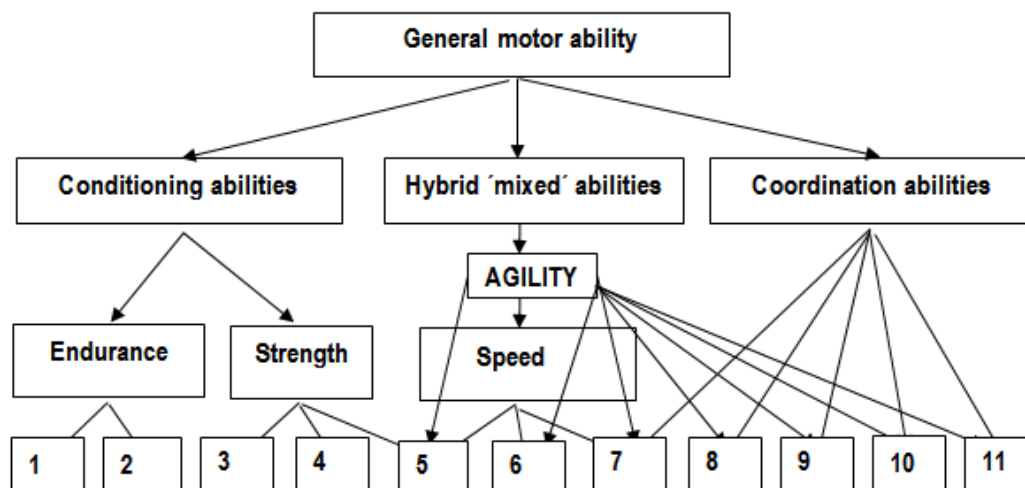 General motor ability
Conditioning abilities
Hybrid ´mixed´ abilities
Coordination abilities
AGILITY
Endurance
Strength
Speed
1
2
3
4
5
6
7
8
9
10
11